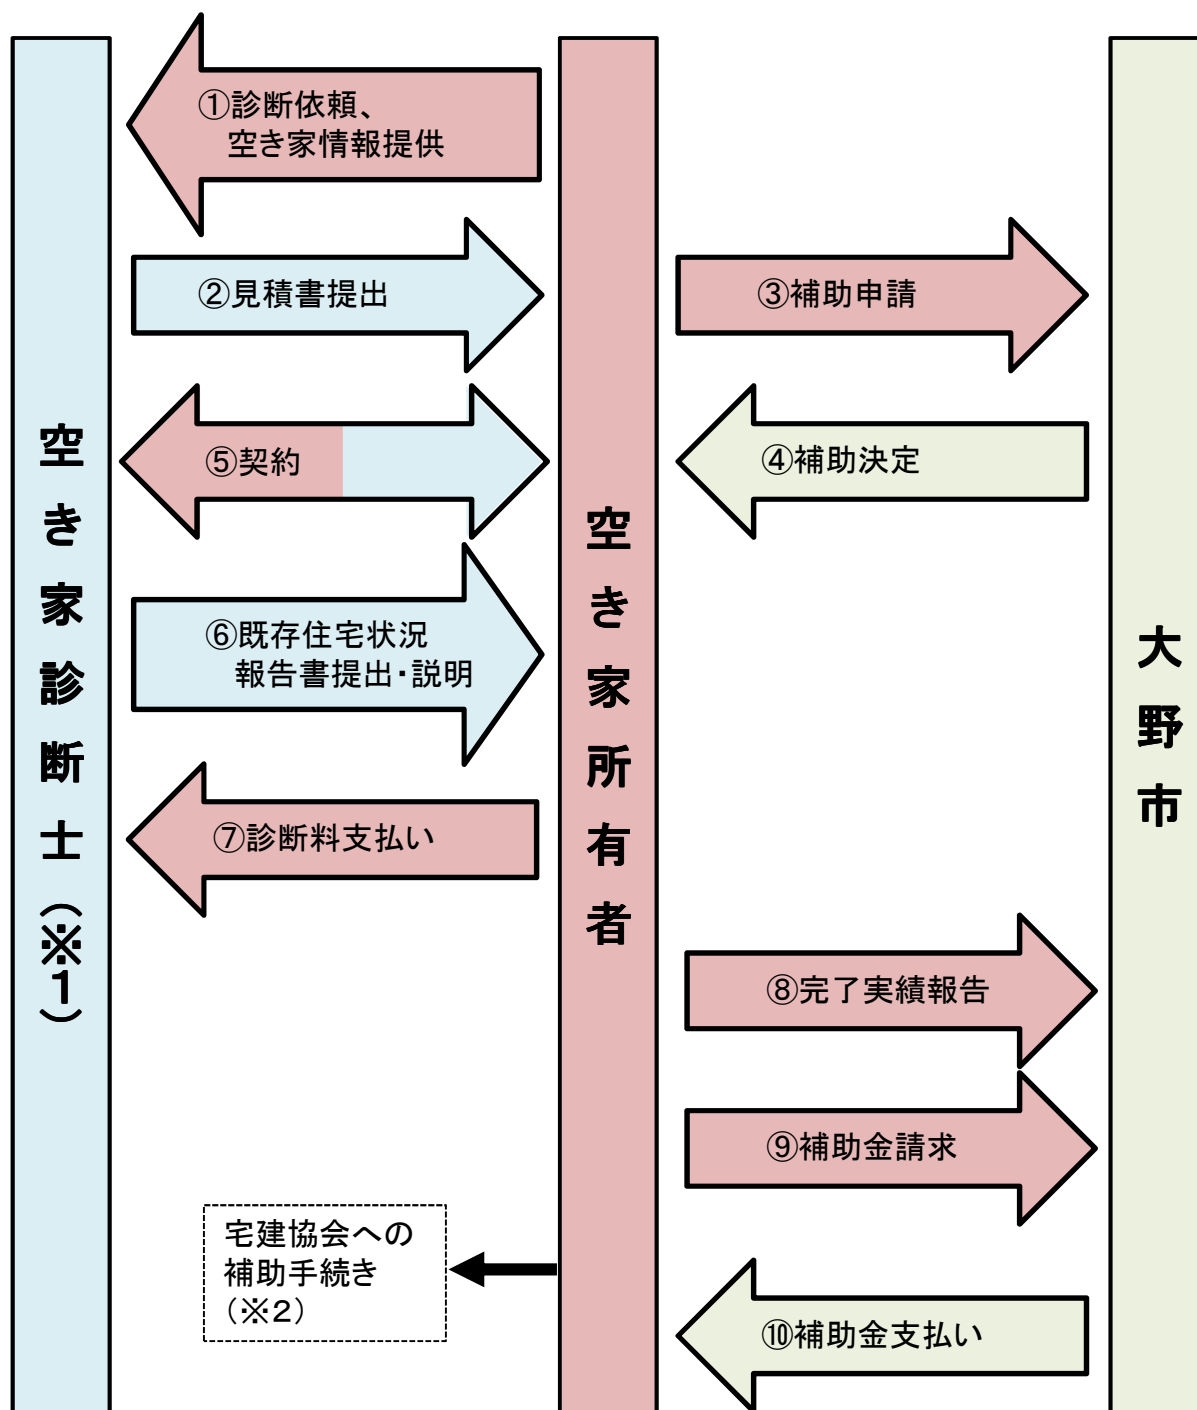 空き家診断士(※1)
空き家所有者
大野市
①診断依頼、
空き家情報提供
②見積書提出
③補助申請
④補助決定
⑤契約
⑥既存住宅状況
報告書提出・説明
⑦診断料支払い
⑧完了実績報告
⑨補助金請求
宅建協会への
補助手続き
(※2)
⑩補助金支払い